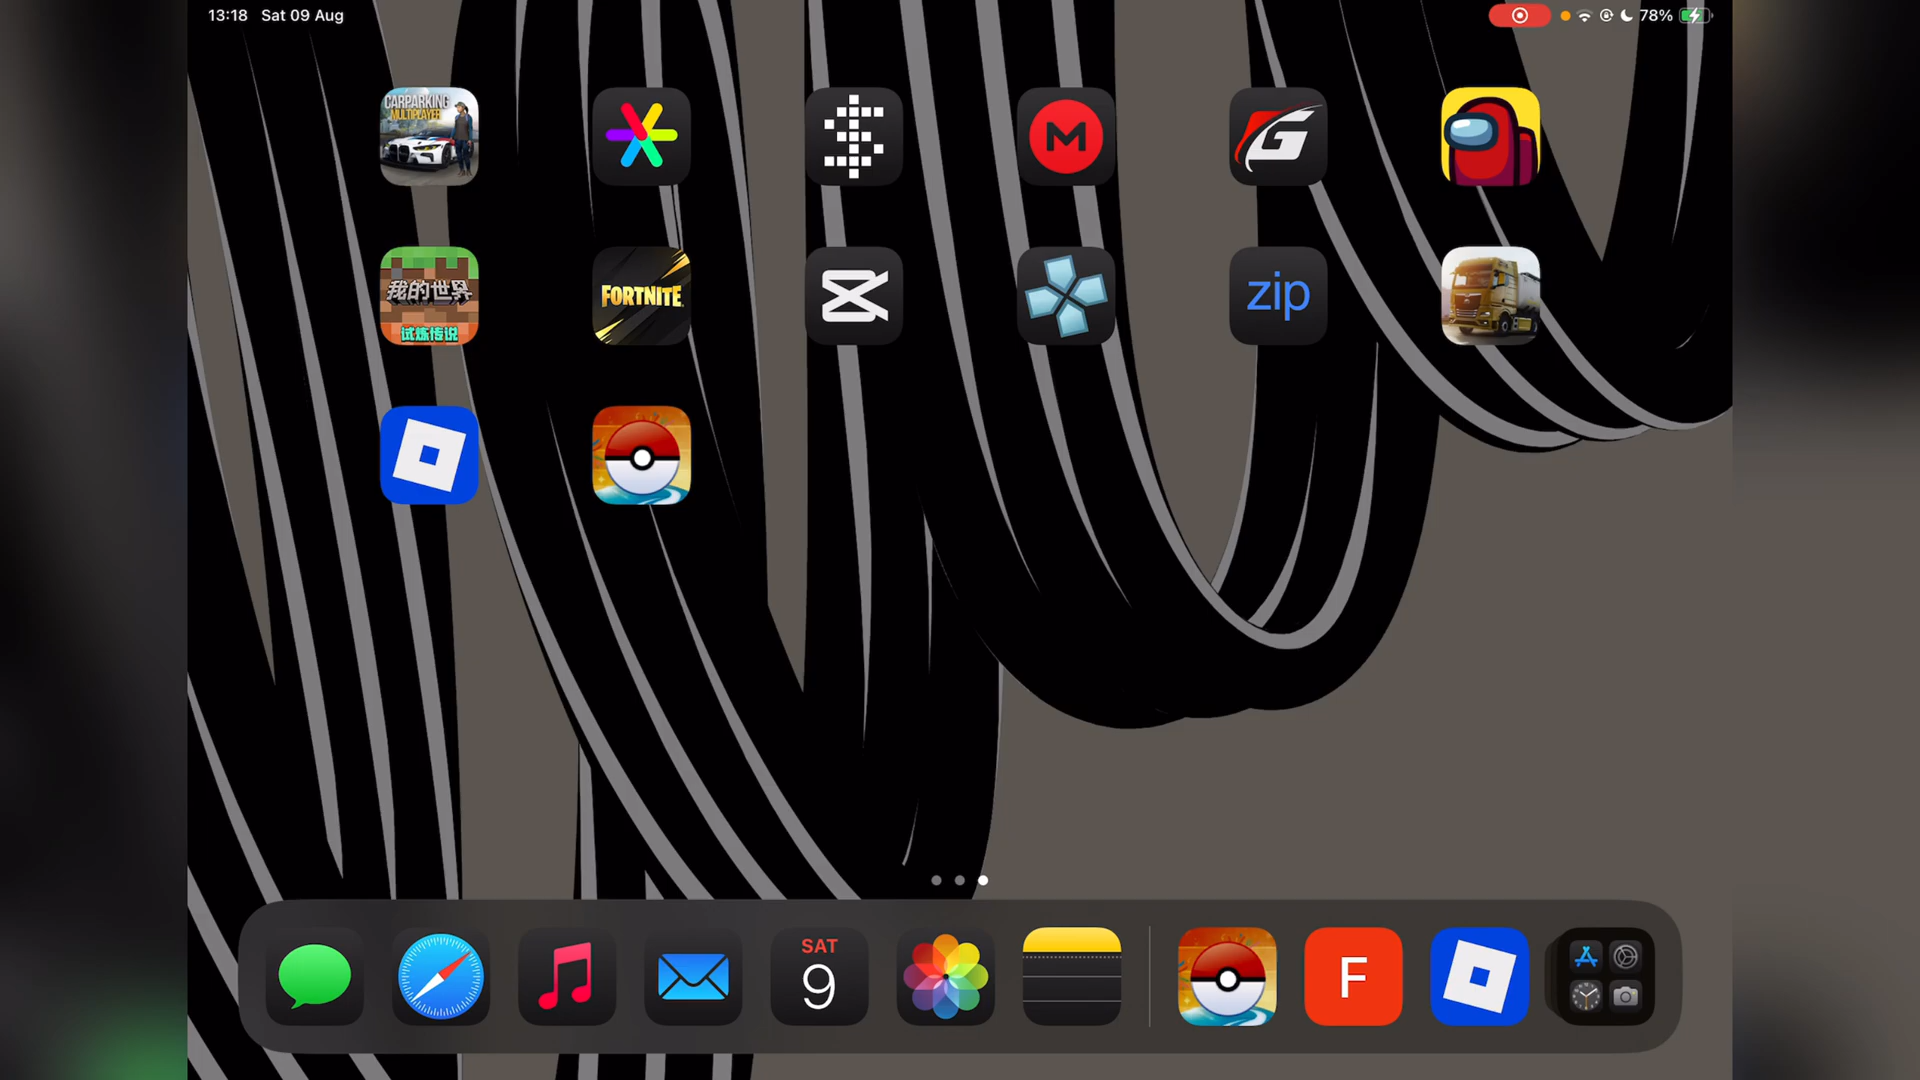 13:18 Sat 09 Aug
78%
CARPARKING
MULTIPLAYER
M
G
我的世界
试炼传说
FORTNITE
zip
SAT
9
F